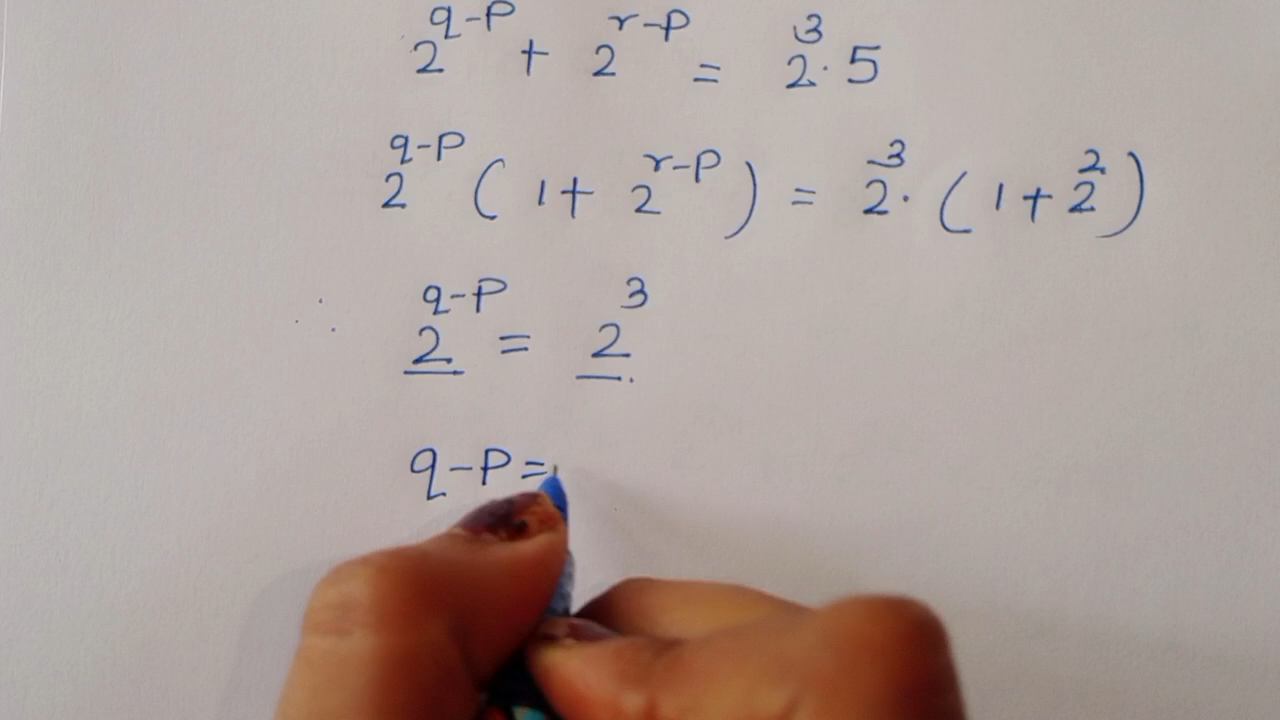 2^{q-p} + 2^{r-p} = 2^3 · 5
2^{q-p} ( 1 + 2^{r-p} ) = 2^3 · ( 1 + 2^2 )
∴ 2^{q-p} = 2^3 .
q-p =